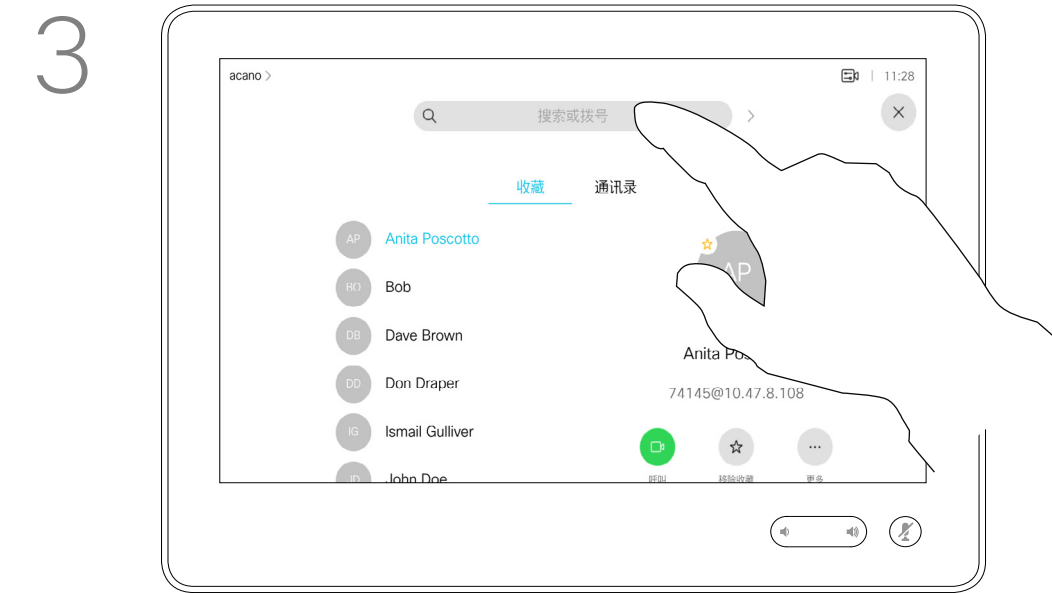 3
acano >
11:28
搜索或拨号
收藏 通讯录
AP Anita Poscotto
BO Bob
DB Dave Brown
DD Don Draper
IG Ismail Gulliver
JD John Doe
AP
Anita Pos
74145@10.47.8.108
呼叫 移除收藏 更多